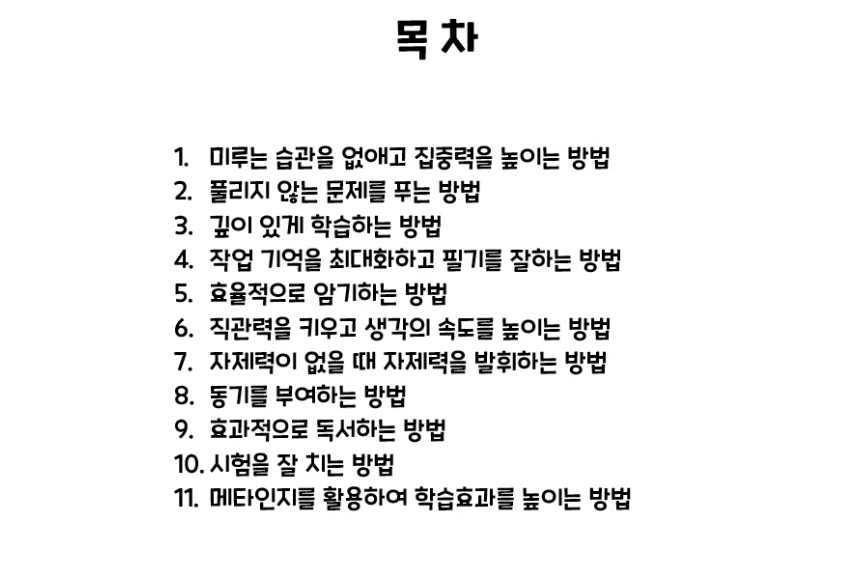 목 차
1. 미루는 습관을 없애고 집중력을 높이는 방법
2. 풀리지 않는 문제를 푸는 방법
3. 깊이 있게 학습하는 방법
4. 작업 기억을 최대화하고 필기를 잘하는 방법
5. 효율적으로 암기하는 방법
6. 직관력을 키우고 생각의 속도를 높이는 방법
7. 자제력이 없을 때 자제력을 발휘하는 방법
8. 동기를 부여하는 방법
9. 효과적으로 독서하는 방법
10. 시험을 잘 치는 방법
11. 메타인지를 활용하여 학습효과를 높이는 방법